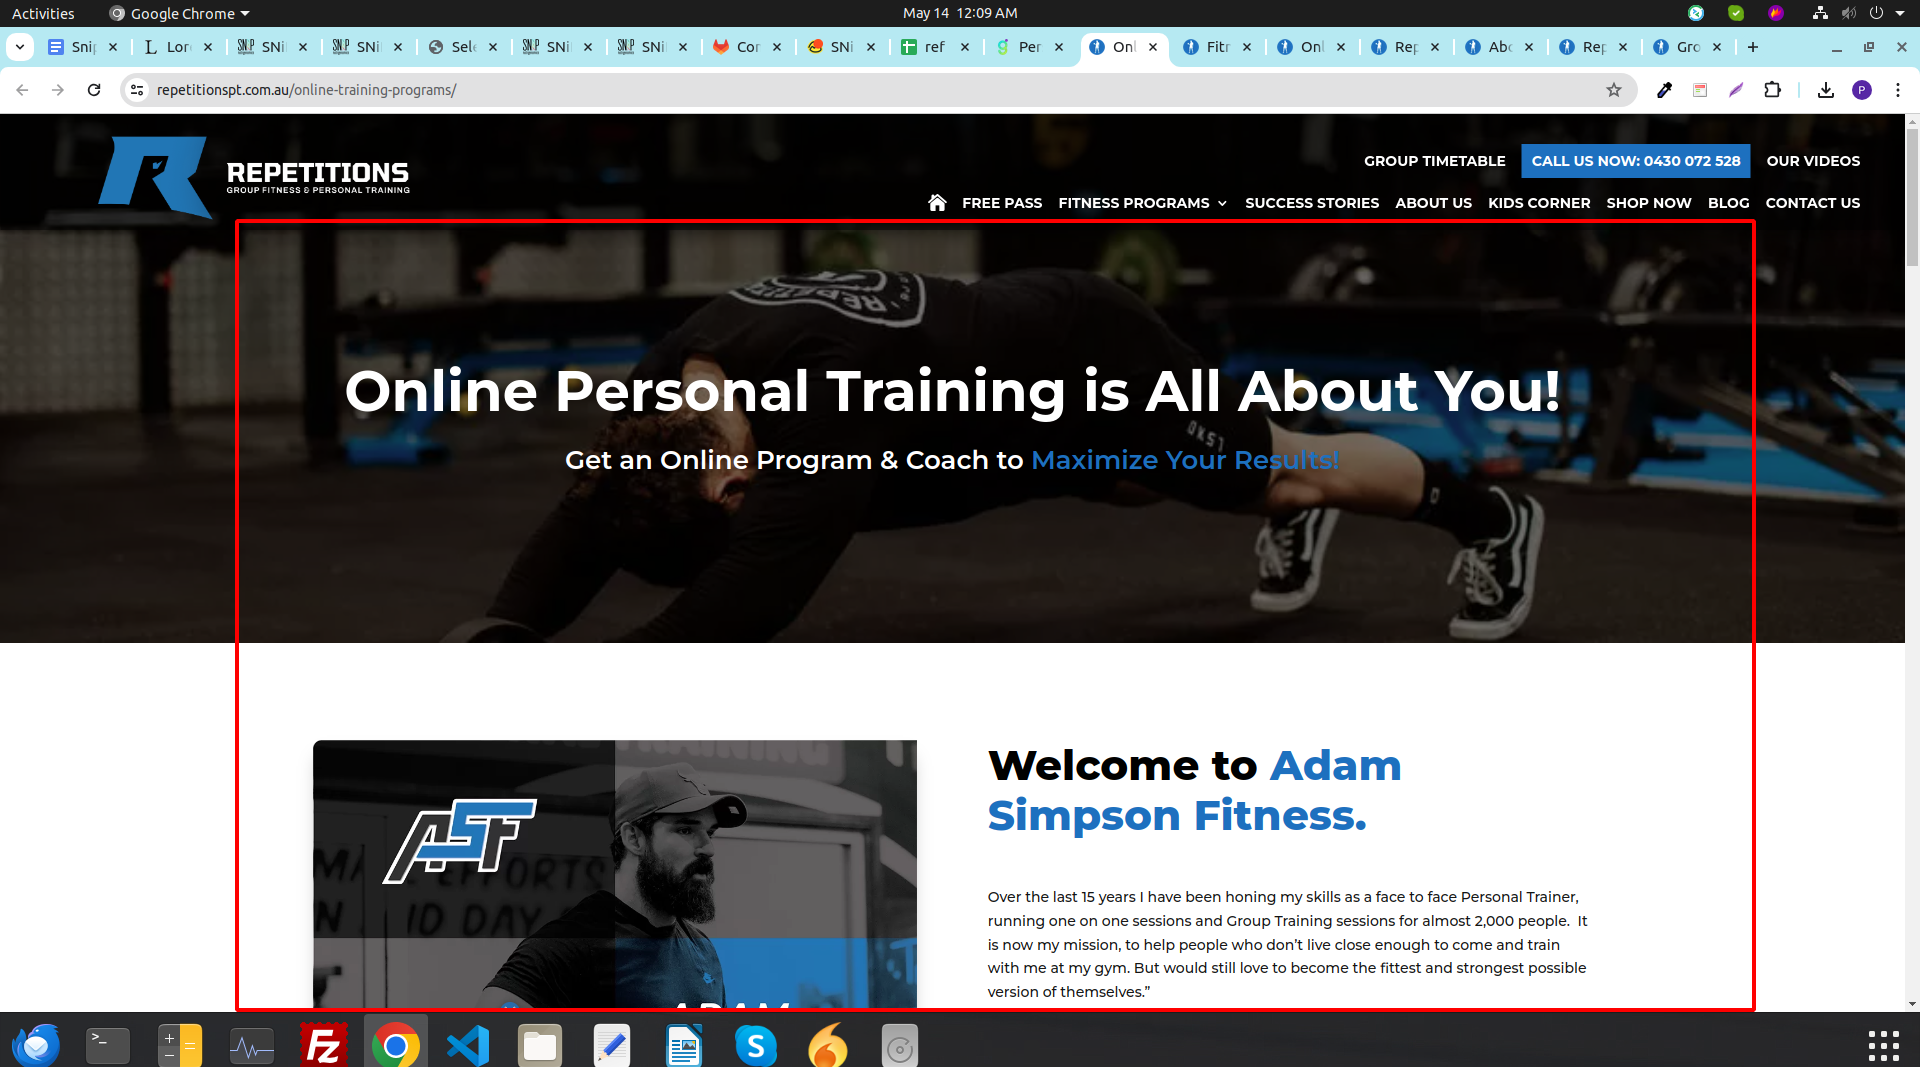 Activities
Google Chrome
May 14 12:09 AM
Snip
Lor
SNi
SNi
Sele
SNi
SNi
Cor
SNi
ref
Per
Onl
Fitr
Onl
Rep
Abo
Rep
Gro
repetitionspt.com.au/online-training-programs/
P
REPETITIONS
GROUP FITNESS & PERSONAL TRAINING
GROUP TIMETABLE
CALL US NOW: 0430 072 528
OUR VIDEOS
FREE PASS
FITNESS PROGRAMS
SUCCESS STORIES
ABOUT US
KIDS CORNER
SHOP NOW
BLOG
CONTACT US
Online Personal Training is All About You!
Get an Online Program & Coach to Maximize Your Results!
ASF
Welcome to Adam
Simpson Fitness.
Over the last 15 years I have been honing my skills as a face to face Personal Trainer,
running one on one sessions and Group Training sessions for almost 2,000 people. It
is now my mission, to help people who don’t live close enough to come and train
with me at my gym. But would still love to become the fittest and strongest possible
version of themselves.”
ADAM